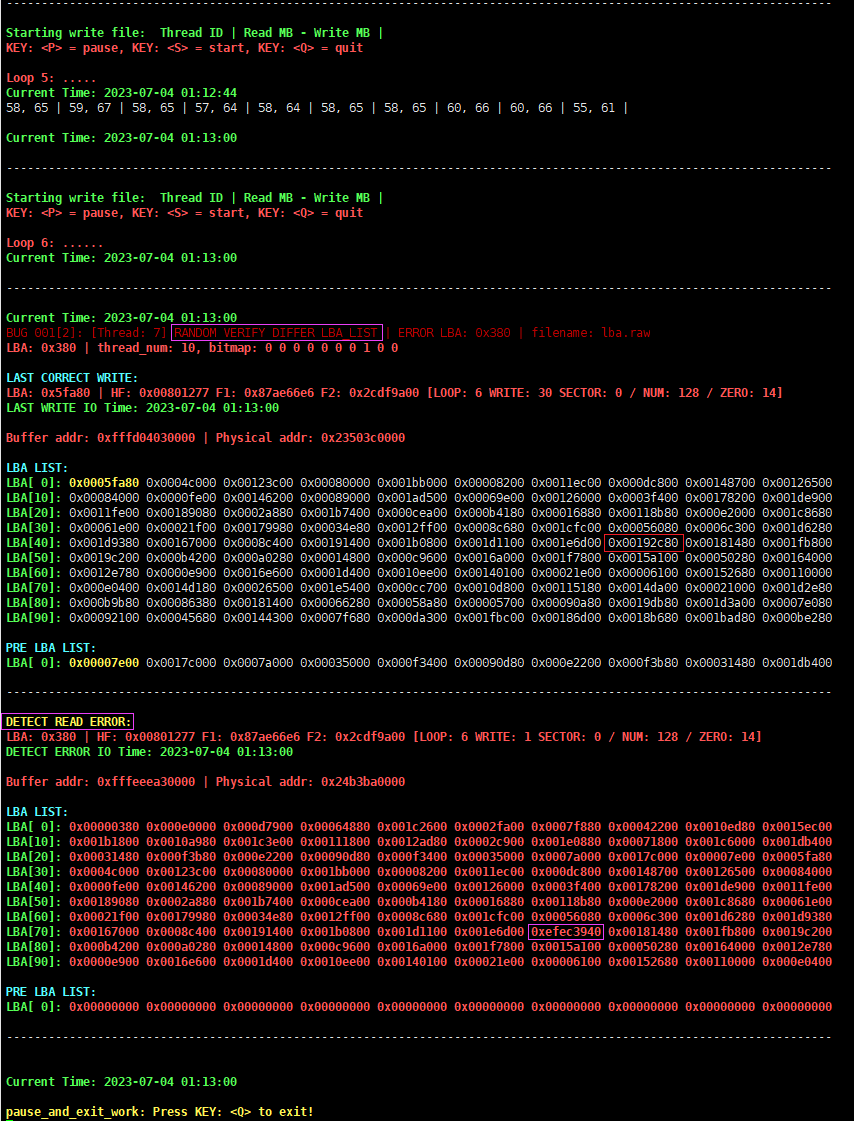 --------------------------------------------------------------------------------------------------------------
Starting write file:  Thread ID | Read MB - Write MB |
KEY: <P> = pause, KEY: <S> = start, KEY: <Q> = quit
Loop 5: .....
Current Time: 2023-07-04 01:12:44
58, 65 | 59, 67 | 58, 65 | 57, 64 | 58, 64 | 58, 65 | 58, 65 | 60, 66 | 60, 66 | 55, 61 |
Current Time: 2023-07-04 01:13:00
--------------------------------------------------------------------------------------------------------------
Starting write file:  Thread ID | Read MB - Write MB |
KEY: <P> = pause, KEY: <S> = start, KEY: <Q> = quit
Loop 6: ......
Current Time: 2023-07-04 01:13:00
--------------------------------------------------------------------------------------------------------------
Current Time: 2023-07-04 01:13:00
BUG 001[2]: [Thread: 7] RANDOM VERIFY DIFFER LBA_LIST | ERROR LBA: 0x380 | filename: lba.raw
LBA: 0x380 | thread_num: 10, bitmap: 0 0 0 0 0 0 0 1 0 0
LAST CORRECT WRITE:
LBA: 0x5fa80 | HF: 0x00801277 F1: 0x87ae66e6 F2: 0x2cdf9a00 [LOOP: 6 WRITE: 30 SECTOR: 0 / NUM: 128 / ZERO: 14]
LAST WRITE IO Time: 2023-07-04 01:13:00
Buffer addr: 0xfffd04030000 | Physical addr: 0x23503c0000
LBA LIST:
LBA[ 0]: 0x0005fa80 0x0004c000 0x00123c00 0x00080000 0x001bb000 0x00008200 0x0011ec00 0x000dc800 0x00148700 0x00126500
LBA[10]: 0x00084000 0x0000fe00 0x00146200 0x00089000 0x001ad500 0x00069e00 0x00126000 0x0003f400 0x00178200 0x001de900
LBA[20]: 0x0011fe00 0x00189080 0x0002a880 0x001b7400 0x000cea00 0x000b4180 0x00016880 0x00118b80 0x000e2000 0x001c8680
LBA[30]: 0x00061e00 0x00021f00 0x00179980 0x00034e80 0x0012ff00 0x0008c680 0x001cfc00 0x00056080 0x0006c300 0x001d6280
LBA[40]: 0x001d9380 0x00167000 0x0008c400 0x00191400 0x001b0800 0x001d1100 0x001e6d00 0x00192c80 0x00181480 0x001fb800
LBA[50]: 0x0019c200 0x000b4200 0x000a0280 0x00014800 0x000c9600 0x0016a000 0x001f7800 0x0015a100 0x00050280 0x00164000
LBA[60]: 0x0012e780 0x0000e900 0x0016e600 0x0001d400 0x0010ee00 0x00140100 0x00021e00 0x00006100 0x00152680 0x00110000
LBA[70]: 0x000e0400 0x0014d180 0x00026500 0x001e5400 0x000cc700 0x0010d800 0x00115180 0x0014da00 0x00021000 0x001d2e80
LBA[80]: 0x000b9b80 0x00086380 0x00181400 0x00066280 0x00058a80 0x00005700 0x00090a80 0x0019db80 0x001d3a00 0x0007e080
LBA[90]: 0x00092100 0x00045680 0x00144300 0x0007f680 0x000da300 0x001fbc00 0x00186d00 0x0018b680 0x001bad80 0x000be280
PRE LBA LIST:
LBA[ 0]: 0x00007e00 0x0017c000 0x0007a000 0x00035000 0x000f3400 0x00090d80 0x000e2200 0x000f3b80 0x00031480 0x001db400
--------------------------------------------------------------------------------------------------------------
DETECT READ ERROR:
LBA: 0x380 | HF: 0x00801277 F1: 0x87ae66e6 F2: 0x2cdf9a00 [LOOP: 6 WRITE: 1 SECTOR: 0 / NUM: 128 / ZERO: 14]
DETECT ERROR IO Time: 2023-07-04 01:13:00
Buffer addr: 0xfffeeea30000 | Physical addr: 0x24b3ba0000
LBA LIST:
LBA[ 0]: 0x00000380 0x000e0000 0x000d7900 0x00064880 0x001c2600 0x0002fa00 0x0007f880 0x00042200 0x0010ed80 0x0015ec00
LBA[10]: 0x001b1800 0x0010a980 0x001c3e00 0x00111800 0x0012ad80 0x0002c900 0x001e0880 0x00071800 0x001c6000 0x001db400
LBA[20]: 0x00031480 0x000f3b80 0x000e2200 0x00090d80 0x000f3400 0x00035000 0x0007a000 0x0017c000 0x00007e00 0x0005fa80
LBA[30]: 0x0004c000 0x00123c00 0x00080000 0x001bb000 0x00008200 0x0011ec00 0x000dc800 0x00148700 0x00126500 0x00084000
LBA[40]: 0x0000fe00 0x00146200 0x00089000 0x001ad500 0x00069e00 0x00126000 0x0003f400 0x00178200 0x001de900 0x0011fe00
LBA[50]: 0x00189080 0x0002a880 0x001b7400 0x000cea00 0x000b4180 0x00016880 0x00118b80 0x000e2000 0x001c8680 0x00061e00
LBA[60]: 0x00021f00 0x00179980 0x00034e80 0x0012ff00 0x0008c680 0x001cfc00 0x00056080 0x0006c300 0x001d6280 0x001d9380
LBA[70]: 0x00167000 0x0008c400 0x00191400 0x001b0800 0x001d1100 0x001e6d00 0xefec3940 0x00181480 0x001fb800 0x0019c200
LBA[80]: 0x000b4200 0x000a0280 0x00014800 0x000c9600 0x0016a000 0x001f7800 0x0015a100 0x00050280 0x00164000 0x0012e780
LBA[90]: 0x0000e900 0x0016e600 0x0001d400 0x0010ee00 0x00140100 0x00021e00 0x00006100 0x00152680 0x00110000 0x000e0400
PRE LBA LIST:
LBA[ 0]: 0x00000000 0x00000000 0x00000000 0x00000000 0x00000000 0x00000000 0x00000000 0x00000000 0x00000000 0x00000000
--------------------------------------------------------------------------------------------------------------
Current Time: 2023-07-04 01:13:00
pause_and_exit_work: Press KEY: <Q> to exit!